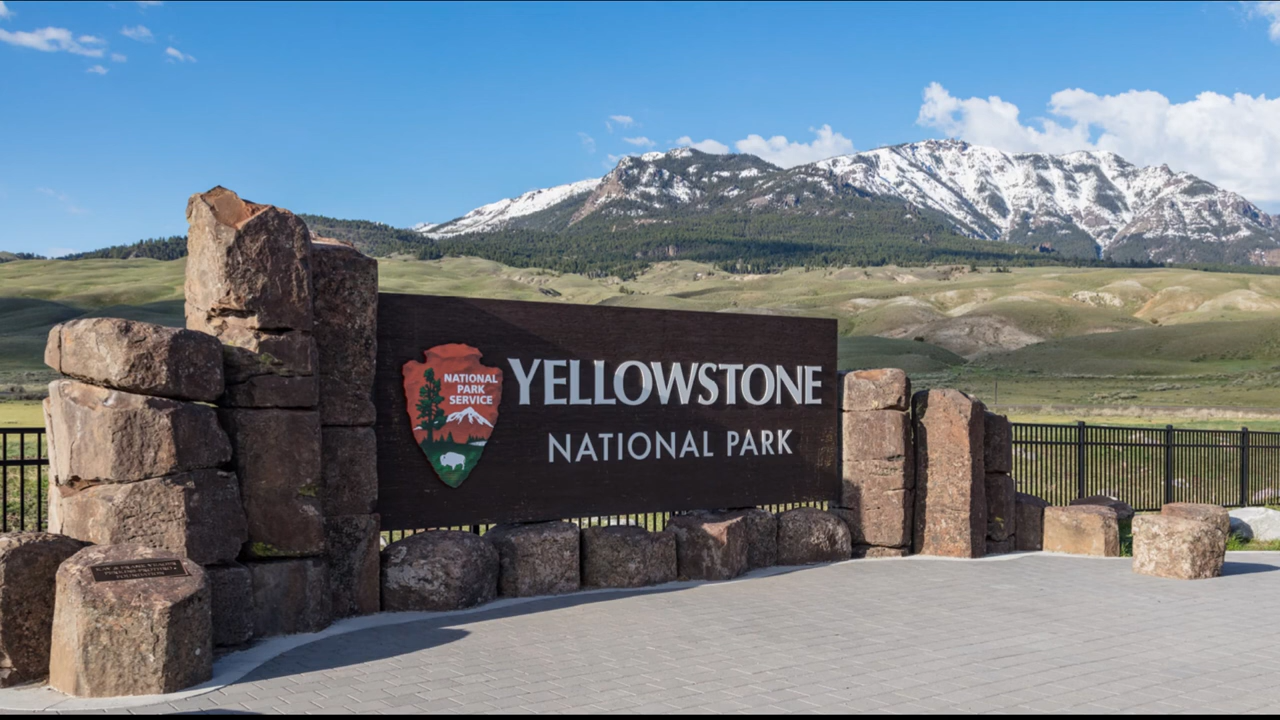 NATIONAL
PARK
SERVICE
YELLOWSTONE
NATIONAL PARK